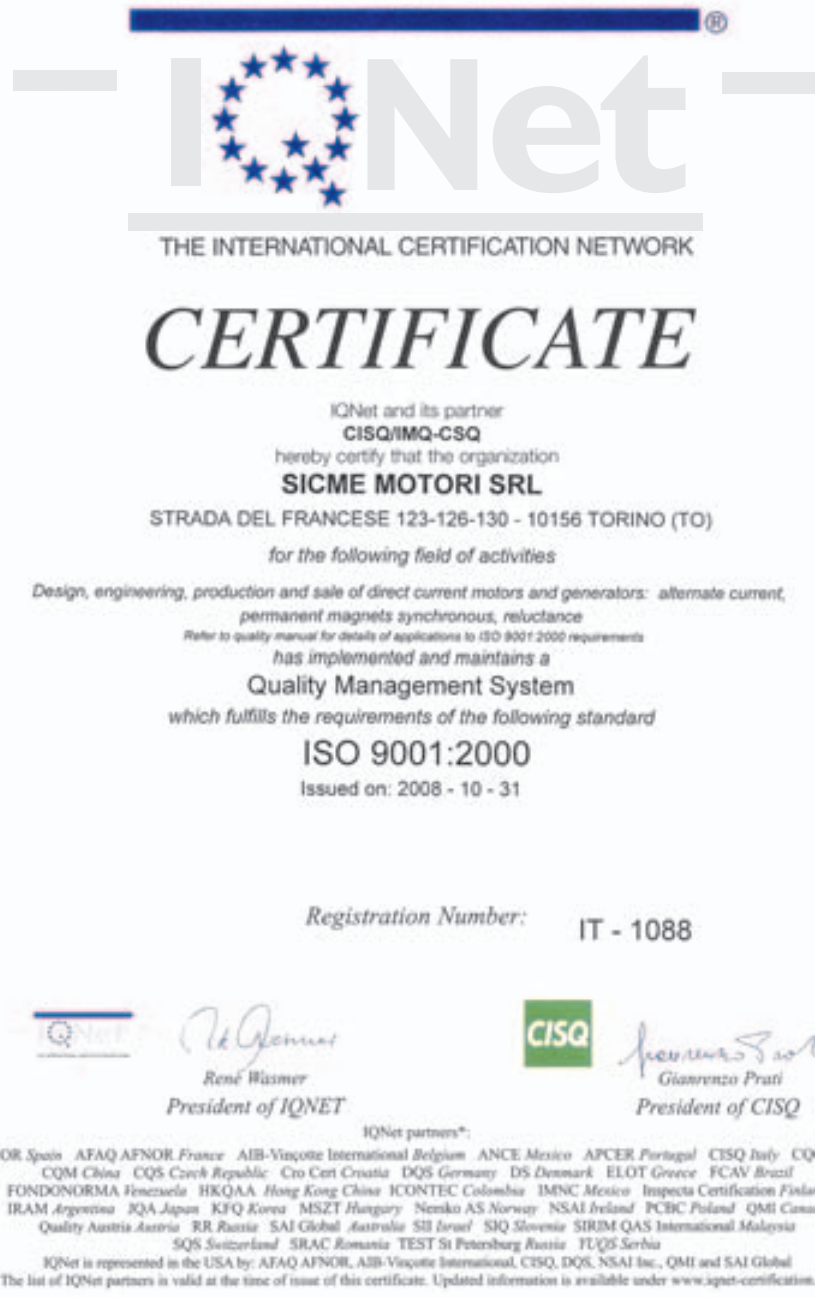 ®
IQNet
THE INTERNATIONAL CERTIFICATION NETWORK
CERTIFICATE
IQNet and its partner
CISQ/IMQ-CSQ
hereby certify that the organization
SICME MOTORI SRL
STRADA DEL FRANCESE 123-126-130 - 10156 TORINO (TO)
for the following field of activities
Design, engineering, production and sale of direct current motors and generators: alternate current,
permanent magnets synchronous, reluctance
Refer to quality manual for details of applications to ISO 9001:2000 requirements
has implemented and maintains a
Quality Management System
which fulfills the requirements of the following standard
ISO 9001:2000
Issued on: 2008 - 10 - 31
Registration Number: IT - 1088
IQNet
CISQ
René Wasmer
President of IQNET
Gianrenzo Prati
President of CISQ
IQNet partners*:
OR Spain AFAQ AFNOR France AIB-Vinçotte International Belgium ANCE Mexico APCER Portugal CISQ Italy CQ
CQM China CQS Czech Republic Cro Cert Croatia DQS Germany DS Denmark ELOT Greece FCAV Brazil
FONDONORMA Venezuela HKQAA Hong Kong China ICONTEC Colombia IMNC Mexico Inspecta Certification Finlan
IRAM Argentina JQA Japan KFQ Korea MSZT Hungary Nemko AS Norway NSAI Ireland PCBC Poland QMI Cana
Quality Austria Austria RR Russia SAI Global Australia SII Israel SIQ Slovenia SIRIM QAS International Malaysia
SQS Switzerland SRAC Romania TEST St Petersburg Russia YUQS Serbia
IQNet is represented in the USA by: AFAQ AFNOR, AIB-Vinçotte International, CISQ, DQS, NSAI Inc., QMI and SAI Global
The list of IQNet partners is valid at the time of issue of this certificate. Updated information is available under www.iqnet-certification.